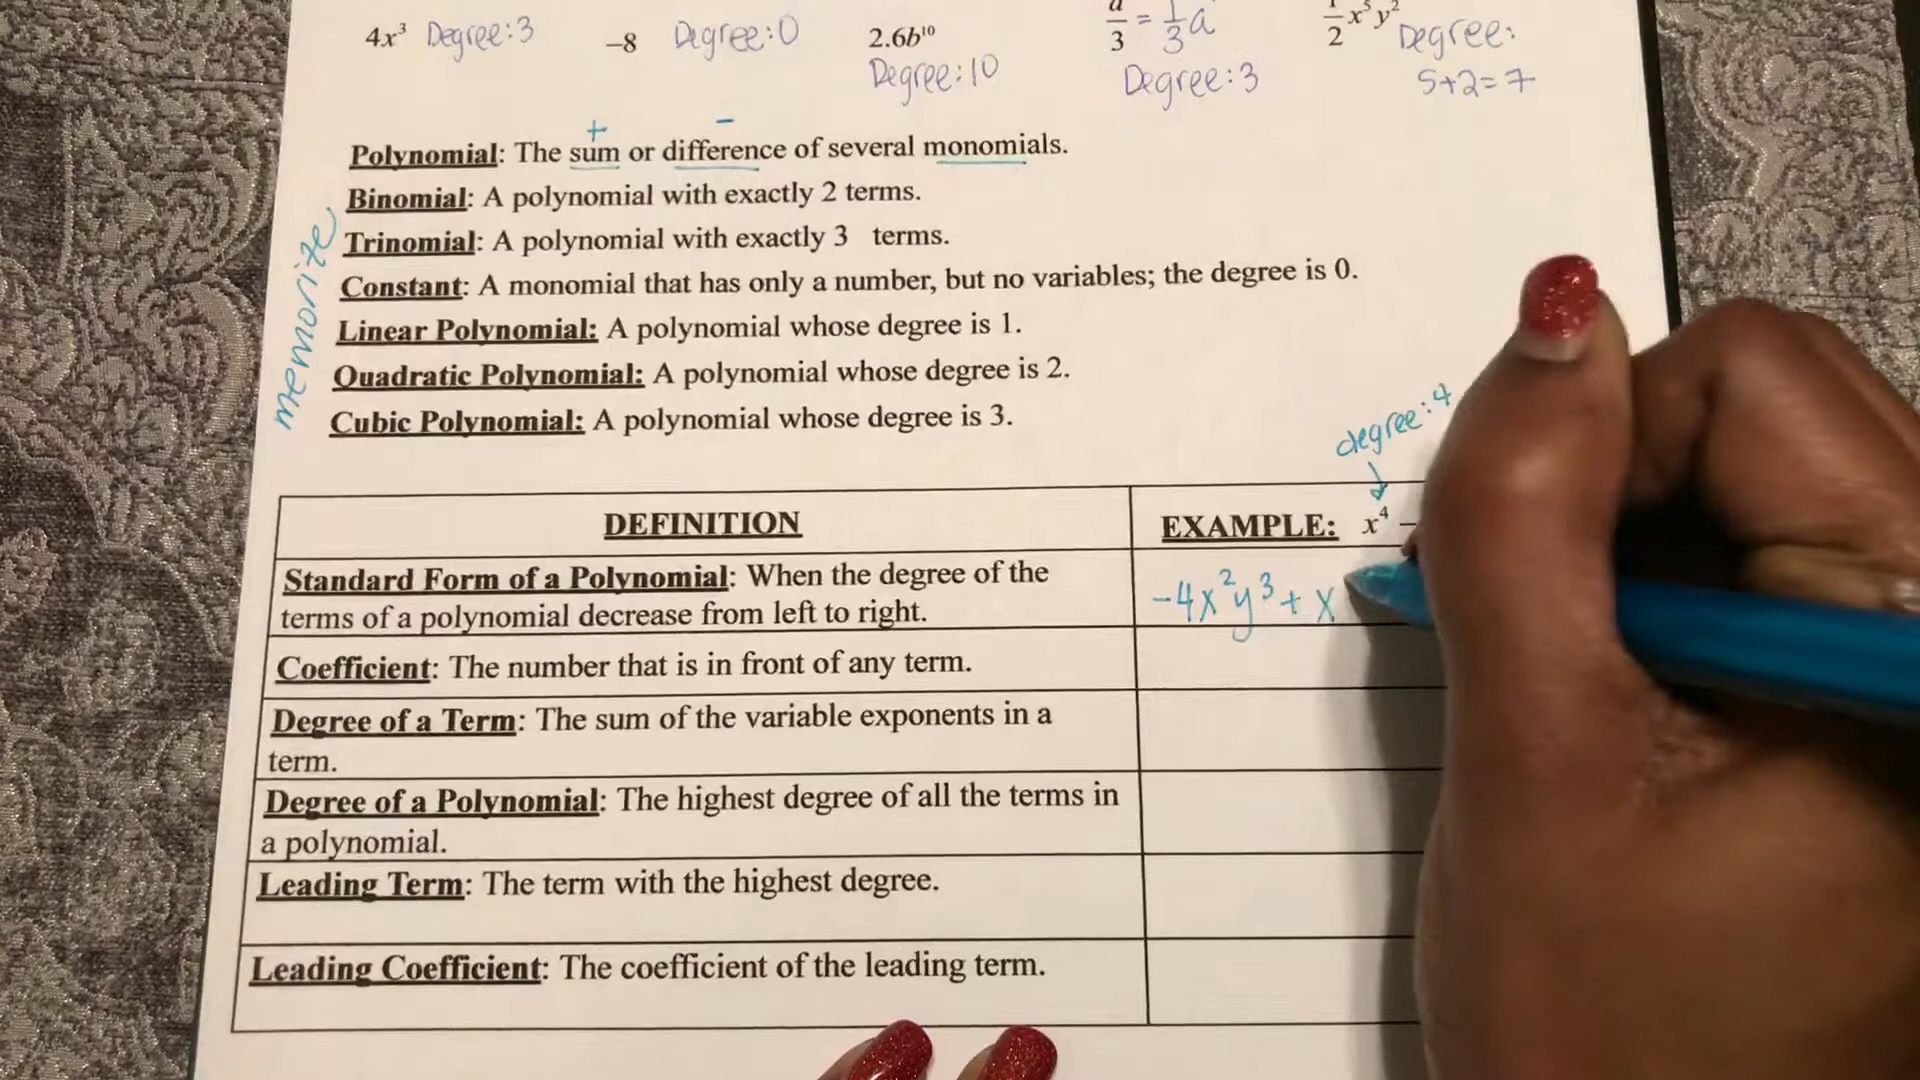 4x³ Degree:3 −8 Degree:0 2.6b¹⁰ a/3 = 1/3 a 1/2 x⁵y² Degree:
Degree:10 Degree:3 5+2=7
+ −
Polynomial: The sum or difference of several monomials.
Binomial: A polynomial with exactly 2 terms.
Trinomial: A polynomial with exactly 3 terms.
Constant: A monomial that has only a number, but no variables; the degree is 0.
Linear Polynomial: A polynomial whose degree is 1.
Quadratic Polynomial: A polynomial whose degree is 2.
Cubic Polynomial: A polynomial whose degree is 3.
memorize
degree:4
DEFINITION EXAMPLE: x⁴ −
Standard Form of a Polynomial: When the degree of the
terms of a polynomial decrease from left to right.
-4x²y³ + x
Coefficient: The number that is in front of any term.
Degree of a Term: The sum of the variable exponents in a
term.
Degree of a Polynomial: The highest degree of all the terms in
a polynomial.
Leading Term: The term with the highest degree.
Leading Coefficient: The coefficient of the leading term.